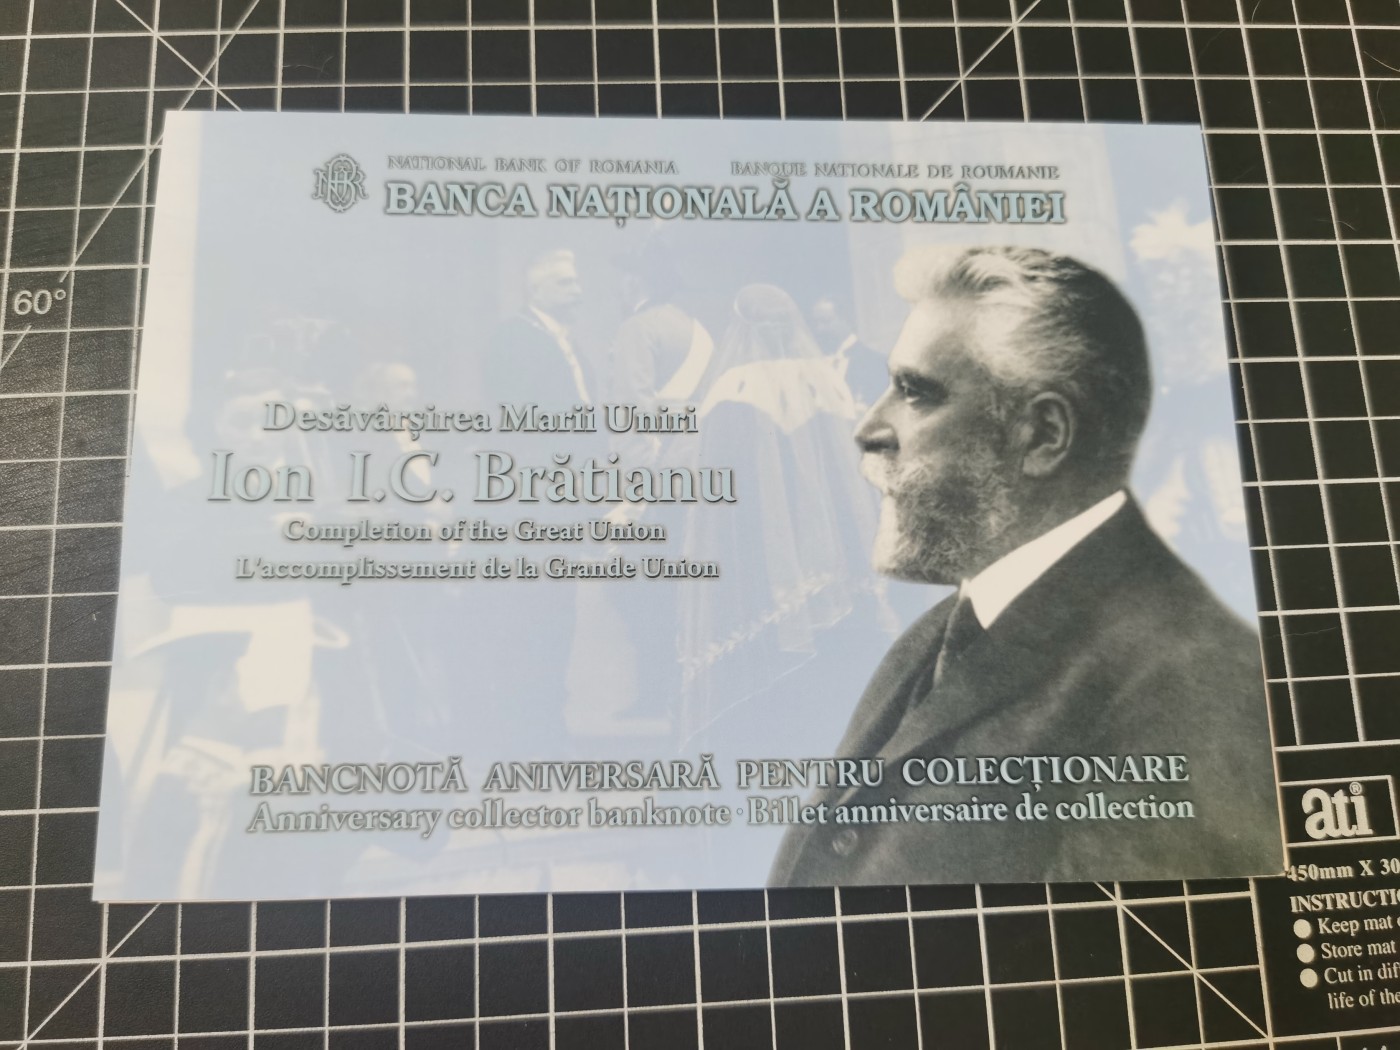 NATIONAL BANK OF ROMANIA BANQUE NATIONALE DE ROUMANIE
BANCA NAȚIONALĂ A ROMÂNIEI
60°
Desăvârșirea Marii Uniri
Ion I.C. Brătianu
Completion of the Great Union
L'accomplissement de la Grande Union
BANCNOTĂ ANIVERSARĂ PENTRU COLECȚIONARE
Anniversary collector banknote · Billet anniversaire de collection
ati®
450mm X 30
INSTRUCTI
Keep mat
Store mat
Cut in dif
life of the